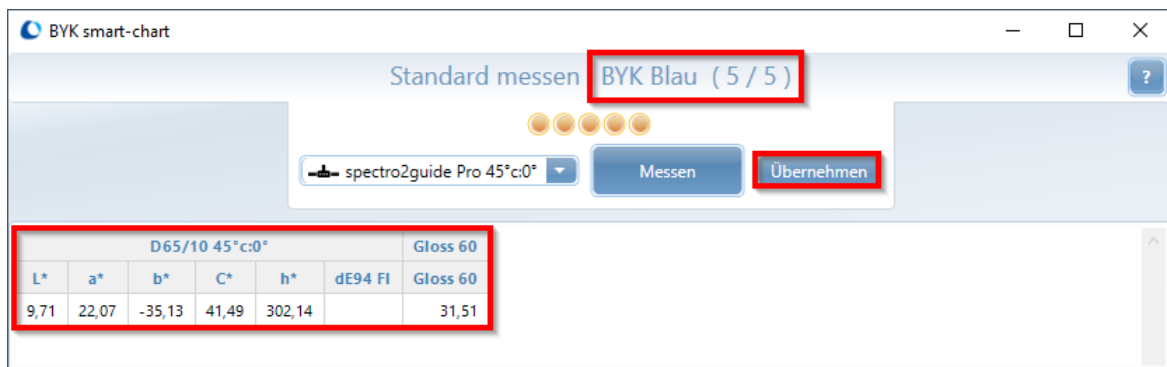 BYK smart-chart
Standard messen BYK Blau ( 5 / 5 )
?
spectro2guide Pro 45°c:0° Messen Übernehmen
D65/10 45°c:0° Gloss 60
L* a* b* C* h* dE94 Fl Gloss 60
9,71 22,07 -35,13 41,49 302,14 31,51